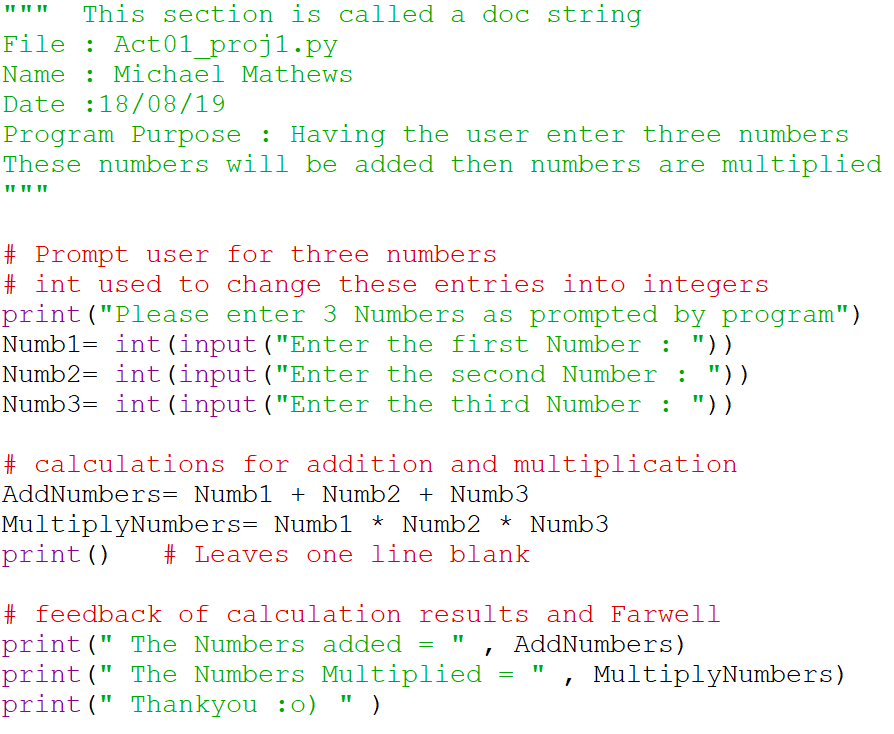 """  This section is called a doc string
File : Act01_proj1.py
Name : Michael Mathews
Date :18/08/19
Program Purpose : Having the user enter three numbers
These numbers will be added then numbers are multiplied
"""
# Prompt user for three numbers
# int used to change these entries into integers
print("Please enter 3 Numbers as prompted by program")
Numb1= int(input("Enter the first Number : "))
Numb2= int(input("Enter the second Number : "))
Numb3= int(input("Enter the third Number : "))
# calculations for addition and multiplication
AddNumbers= Numb1 + Numb2 + Numb3
MultiplyNumbers= Numb1 * Numb2 * Numb3
print()   # Leaves one line blank
# feedback of calculation results and Farwell
print(" The Numbers added = " , AddNumbers)
print(" The Numbers Multiplied = " , MultiplyNumbers)
print(" Thankyou :o) " )